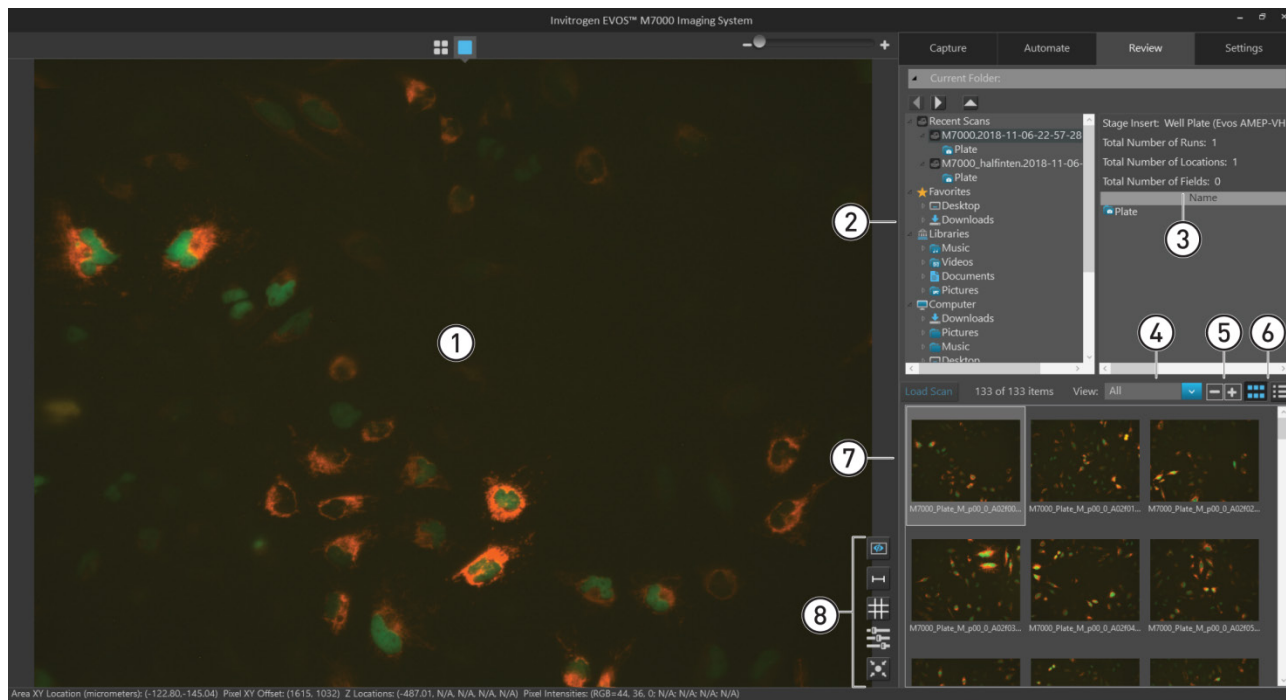 Invitrogen EVOS™ M7000 Imaging System
Capture
Automate
Review
Settings
Current Folder:
Recent Scans
M7000.2018-11-06-22-57-28
Plate
M7000_halfinten.2018-11-06-
Plate
Favorites
Desktop
Downloads
Libraries
Music
Videos
Documents
Pictures
Computer
Downloads
Pictures
Music
Desktop
Stage Insert: Well Plate (Evos AMEP-VH
Total Number of Runs: 1
Total Number of Locations: 1
Total Number of Fields: 0
Name
Plate
1
2
3
4
5
6
Load Scan
133 of 133 items
View:
All
7
M7000_Plate_M_p00_0_A02f00...
M7000_Plate_M_p00_0_A02f01...
M7000_Plate_M_p00_0_A02f02...
8
M7000_Plate_M_p00_0_A02f03...
M7000_Plate_M_p00_0_A02f04...
M7000_Plate_M_p00_0_A02f05...
Area XY Location (micrometers): (-122.80,-145.04) Pixel XY Offset: (1615, 1032) Z Locations: (-487.01, N/A, N/A, N/A, N/A) Pixel Intensities: (RGB=44, 36, 0; N/A; N/A; N/A; N/A)